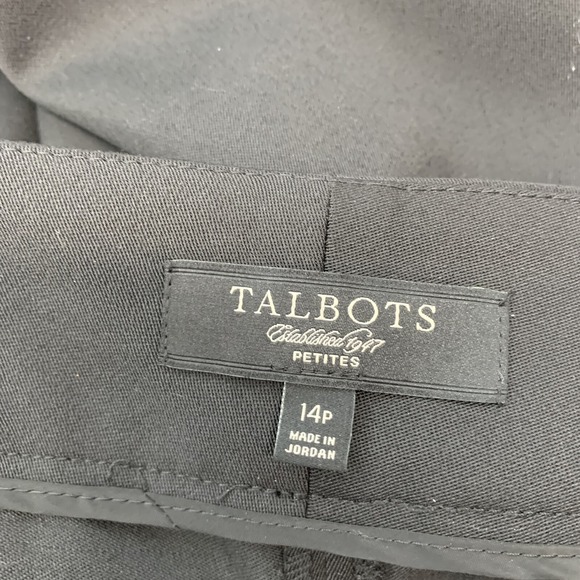 TALBOTS
Established 1947
PETITES
14P
MADE IN
JORDAN